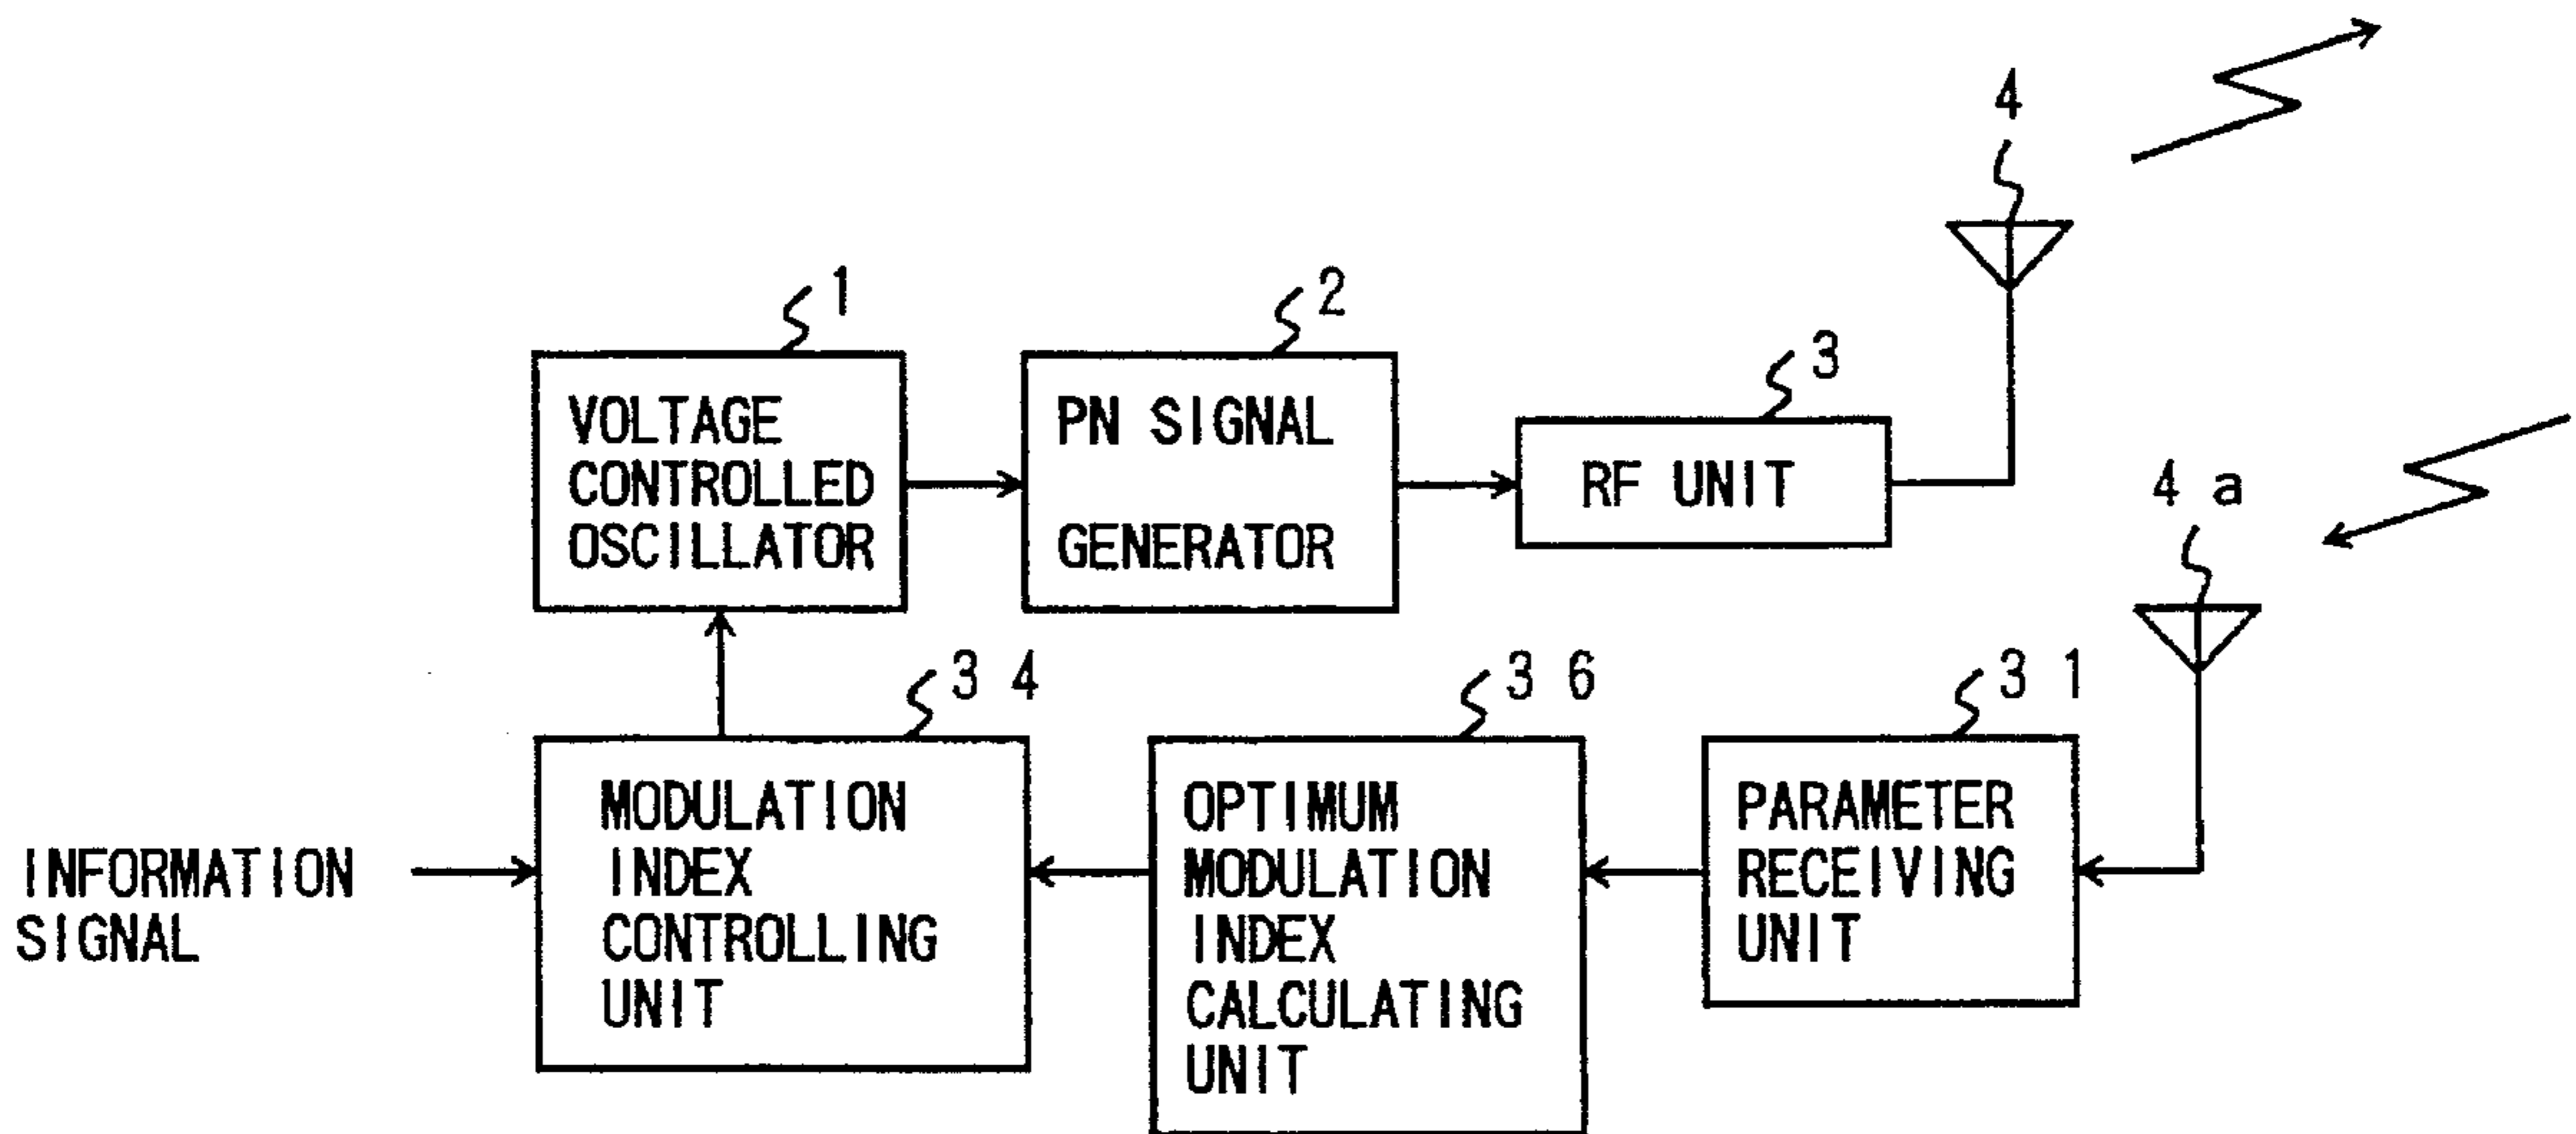 4
1
2
3
VOLTAGE
CONTROLLED
OSCILLATOR
PN SIGNAL
GENERATOR
RF UNIT
4 a
3 4
3 6
3 1
INFORMATION
SIGNAL
MODULATION
INDEX
CONTROLLING
UNIT
OPTIMUM
MODULATION
INDEX
CALCULATING
UNIT
PARAMETER
RECEIVING
UNIT